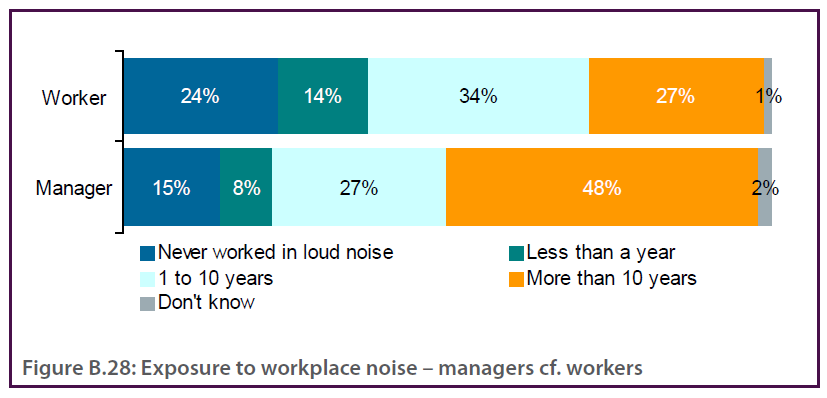 Worker 24% 14% 34% 27% 1%
Manager 15% 8% 27% 48% 2%
Never worked in loud noise Less than a year
1 to 10 years More than 10 years
Don't know
Figure B.28: Exposure to workplace noise – managers cf. workers